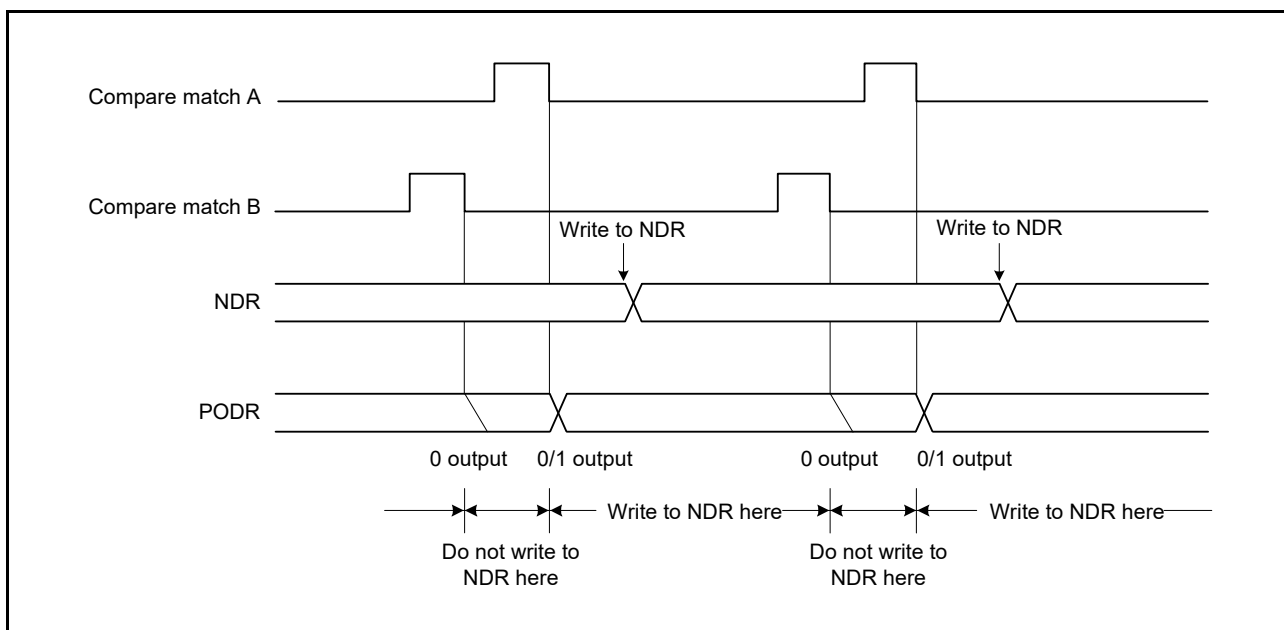 Compare match A
Compare match B
Write to NDR
Write to NDR
NDR
PODR
0 output
0/1 output
0 output
0/1 output
Write to NDR here
Write to NDR here
Do not write to
NDR here
Do not write to
NDR here